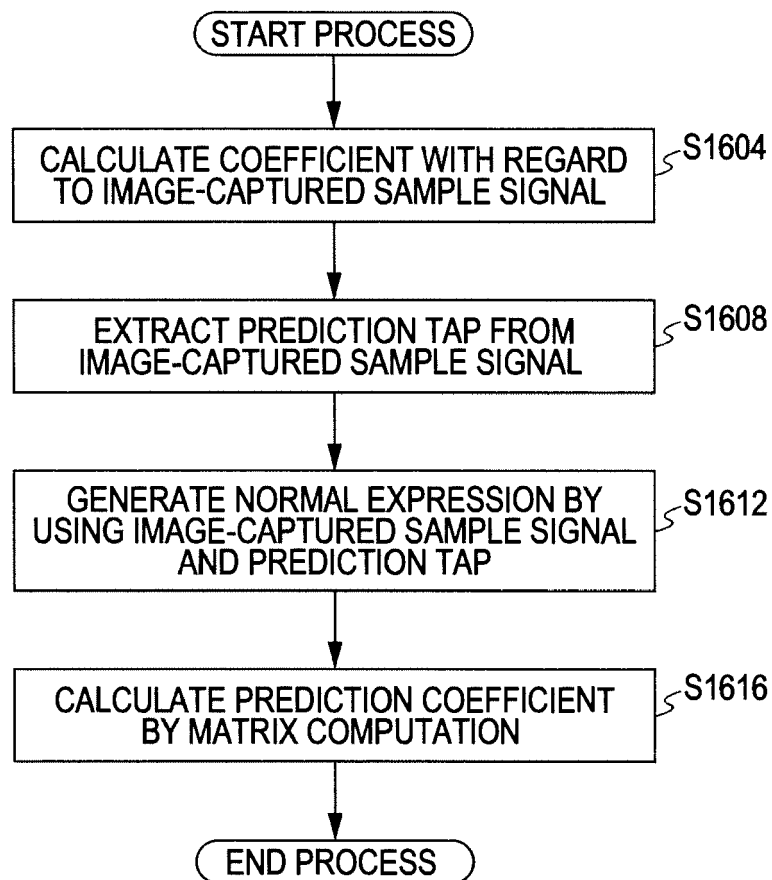 START PROCESS
CALCULATE COEFFICIENT WITH REGARD
TO IMAGE-CAPTURED SAMPLE SIGNAL
S1604
EXTRACT PREDICTION TAP FROM
IMAGE-CAPTURED SAMPLE SIGNAL
S1608
GENERATE NORMAL EXPRESSION BY
USING IMAGE-CAPTURED SAMPLE SIGNAL
AND PREDICTION TAP
S1612
CALCULATE PREDICTION COEFFICIENT
BY MATRIX COMPUTATION
S1616
END PROCESS